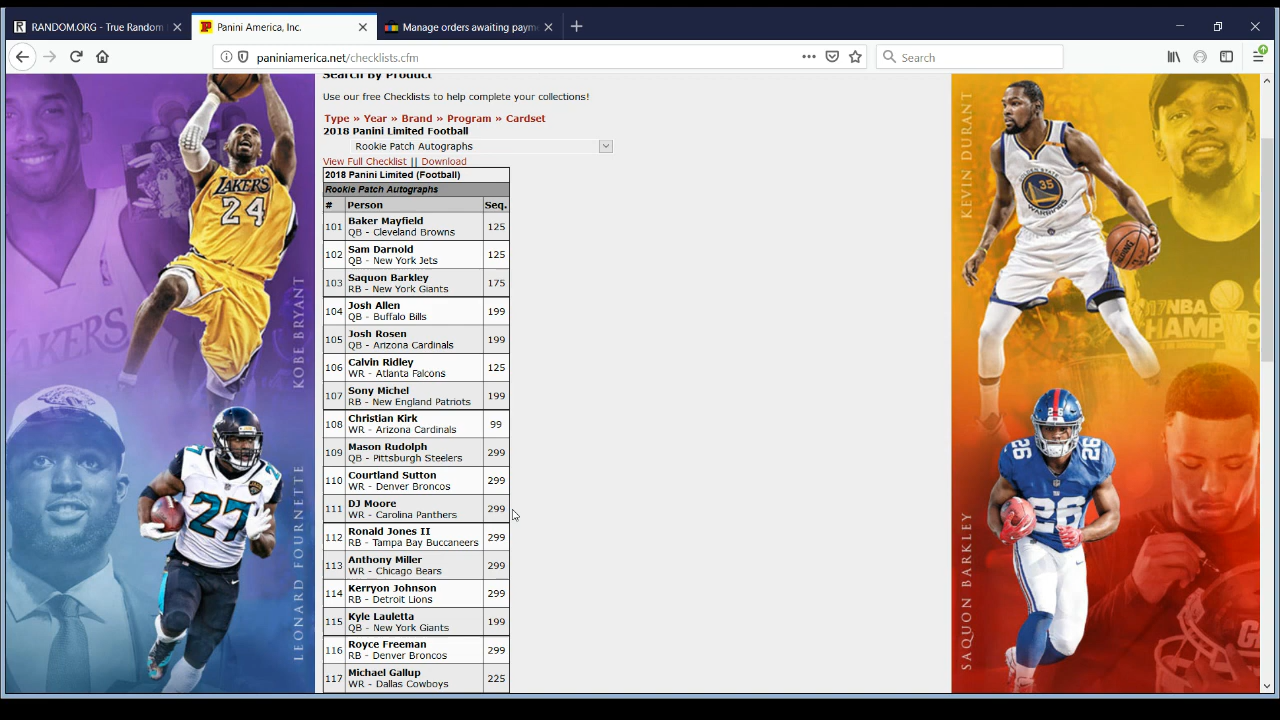 RANDOM.ORG - True Random
Panini America, Inc.
Manage orders awaiting paym
paniniamerica.net/checklists.cfm
Search
Search By Product
Use our free Checklists to help complete your collections!
Type » Year » Brand » Program » Cardset
2018 Panini Limited Football
Rookie Patch Autographs
View Full Checklist || Download
2018 Panini Limited (Football)
Rookie Patch Autographs
# Person Seq.
101 Baker Mayfield QB - Cleveland Browns 125
102 Sam Darnold QB - New York Jets 125
103 Saquon Barkley RB - New York Giants 175
104 Josh Allen QB - Buffalo Bills 199
105 Josh Rosen QB - Arizona Cardinals 199
106 Calvin Ridley WR - Atlanta Falcons 125
107 Sony Michel RB - New England Patriots 199
108 Christian Kirk WR - Arizona Cardinals 99
109 Mason Rudolph QB - Pittsburgh Steelers 299
110 Courtland Sutton WR - Denver Broncos 299
111 DJ Moore WR - Carolina Panthers 299
112 Ronald Jones II RB - Tampa Bay Buccaneers 299
113 Anthony Miller WR - Chicago Bears 299
114 Kerryon Johnson RB - Detroit Lions 299
115 Kyle Lauletta QB - New York Giants 199
116 Royce Freeman RB - Denver Broncos 299
117 Michael Gallup WR - Dallas Cowboys 225
KOBE BRYANT
LAKERS
24
LAKERS
LEONARD FOURNETTE
27
KEVIN DURANT
35
NBA
CHAMP
SAQUON BARKLEY
26